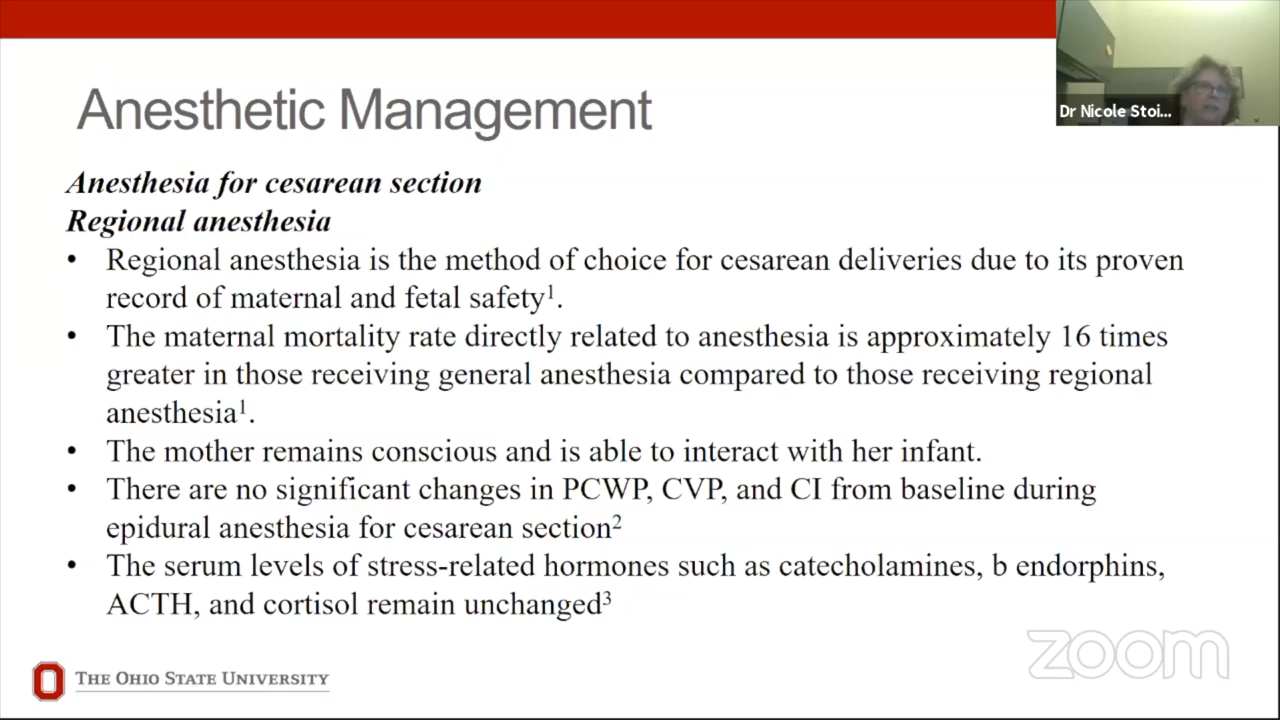 Dr Nicole Stoi...
Anesthetic Management
Anesthesia for cesarean section
Regional anesthesia
• Regional anesthesia is the method of choice for cesarean deliveries due to its proven
record of maternal and fetal safety¹.
• The maternal mortality rate directly related to anesthesia is approximately 16 times
greater in those receiving general anesthesia compared to those receiving regional
anesthesia¹.
• The mother remains conscious and is able to interact with her infant.
• There are no significant changes in PCWP, CVP, and CI from baseline during
epidural anesthesia for cesarean section²
• The serum levels of stress-related hormones such as catecholamines, b endorphins,
ACTH, and cortisol remain unchanged³
zoom
THE OHIO STATE UNIVERSITY